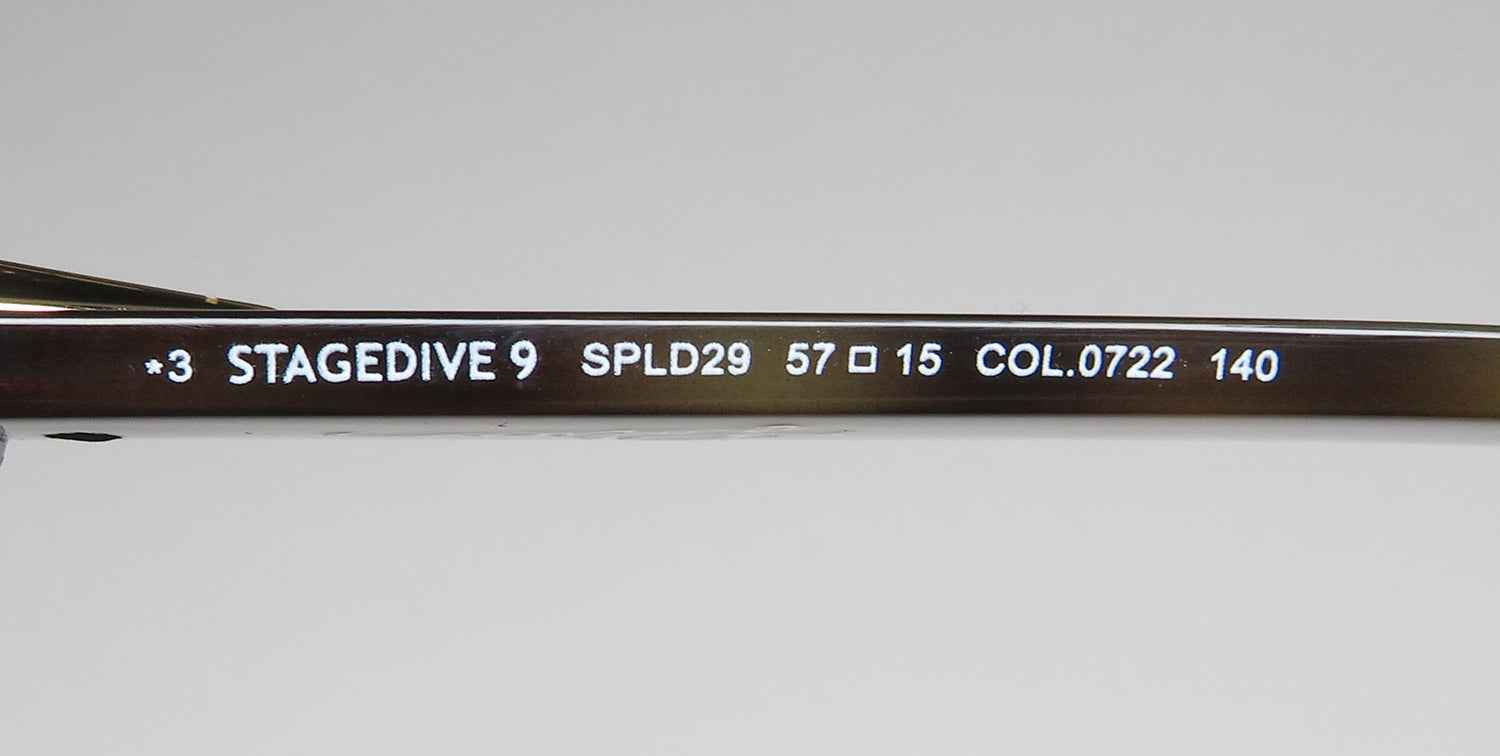 *3 STAGEDIVE 9 SPLD29 57 □ 15 COL.0722 140